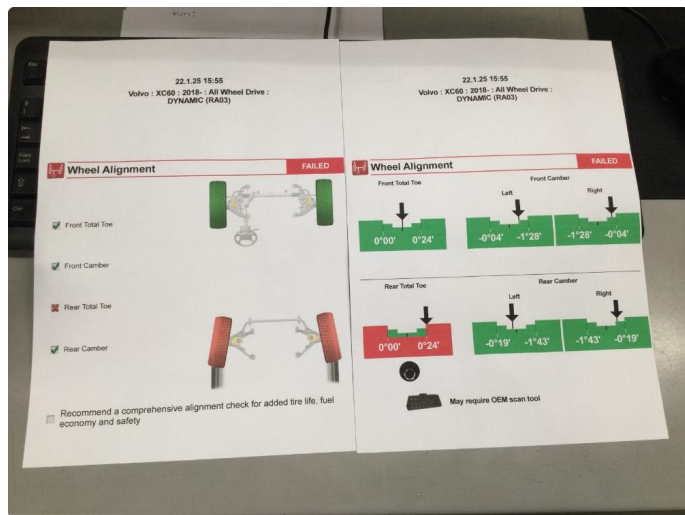 Km:
22.1.25 15:55
Volvo : XC60 : 2018- : All Wheel Drive :
DYNAMIC (RA03)
Wheel Alignment FAILED
Front Total Toe
Front Camber
Rear Total Toe
Rear Camber
Recommend a comprehensive alignment check for added tire life, fuel
economy and safety
22.1.25 15:55
Volvo : XC60 : 2018- : All Wheel Drive :
DYNAMIC (RA03)
Wheel Alignment FAILED
Front Total Toe
Front Camber
Left Right
0°00' 0°24' -0°04' -1°28' -1°28' -0°04'
Rear Total Toe
Rear Camber
Left Right
0°00' 0°24' -0°19' -1°43' -1°43' -0°19'
May require OEM scan tool
Esc
Caps
Lock